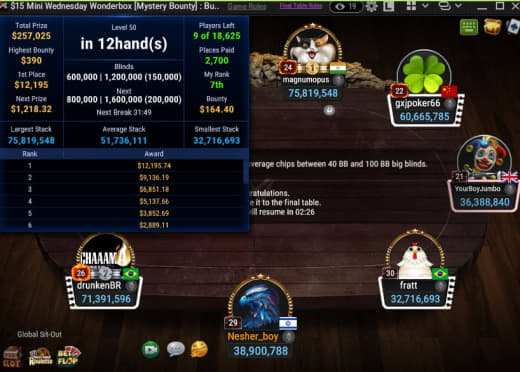 $15 Mini Wednesday Wonderbox [Mystery Bounty] : Bu..
Game Rules
Final Table Rules
19
Total Prize
$257,025
Highest Bounty
$390
1st Place
$12,195
Next Prize
$1,218.32
Level 50
in 12hand(s)
Blinds
600,000 | 1,200,000 (150,000)
Next
800,000 | 1,600,000 (200,000)
Next Break 31:49
Players Left
9 of 18,625
Places Paid
2,700
My Rank
7th
Bounty
$164.40
Largest Stack
75,819,548
Average Stack
51,736,111
Smallest Stack
32,716,693
Rank Award
1 $12,195.74
2 $9,136.19
3 $6,851.18
4 $5,137.66
5 $3,852.69
6 $2,889.11
verage chips between 40 BB and 100 BB big blinds.
ratulations.
e it to the final table.
ill resume in 02:26
24
magnumopus
75,819,548
22
gxjpoker66
60,665,785
21
YourBoyJumbo
36,388,840
30
fratt
32,716,693
29
Nesher_boy
38,900,788
CHAAAM
26
drunkenBR
71,391,596
Global Sit-Out
SLOT
Roulette
BET
FLOP